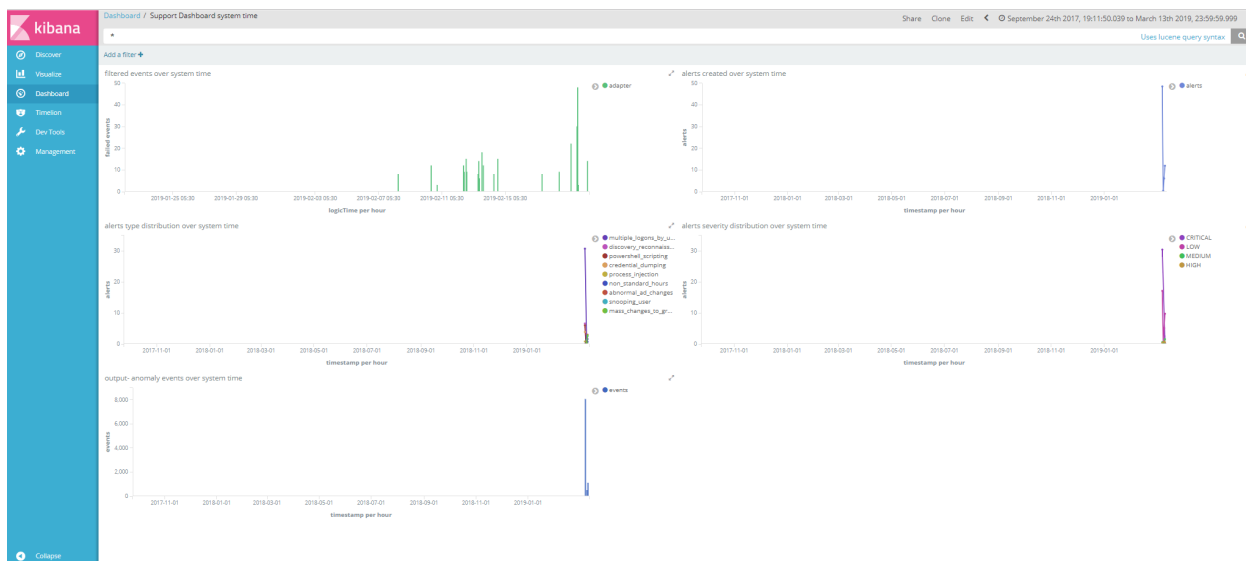 kibana
Discover
Visualize
Dashboard
Timelion
Dev Tools
Management
Collapse
Dashboard / Support Dashboard system time
Share Clone Edit September 24th 2017, 19:11:50.039 to March 13th 2019, 23:59:59.999
*
Uses lucene query syntax
Add a filter +
filtered events over system time
50
40
30
20
10
0
failed events
2019-01-25 05:30 2019-01-29 05:30 2019-02-03 05:30 2019-02-07 05:30 2019-02-11 05:30 2019-02-15 05:30
logicTime per hour
adapter
alerts created over system time
50
40
30
20
10
0
alerts
2017-11-01 2018-01-01 2018-03-01 2018-05-01 2018-07-01 2018-09-01 2018-11-01 2019-01-01
timestamp per hour
alerts
alerts type distribution over system time
30
20
10
0
alerts
2017-11-01 2018-01-01 2018-03-01 2018-05-01 2018-07-01 2018-09-01 2018-11-01 2019-01-01
timestamp per hour
multiple_logons_by_u...
discovery_reconnaiss...
powershell_scripting
credential_dumping
process_injection
non_standard_hours
abnormal_ad_changes
snooping_user
mass_changes_to_gr...
alerts severity distribution over system time
30
20
10
0
alerts
2017-11-01 2018-01-01 2018-03-01 2018-05-01 2018-07-01 2018-09-01 2018-11-01 2019-01-01
timestamp per hour
CRITICAL
LOW
MEDIUM
HIGH
output- anomaly events over system time
8,000
6,000
4,000
2,000
0
events
2017-11-01 2018-01-01 2018-03-01 2018-05-01 2018-07-01 2018-09-01 2018-11-01 2019-01-01
timestamp per hour
events